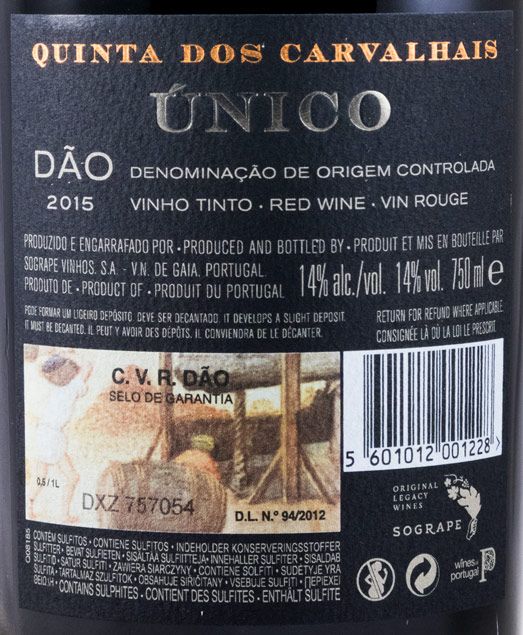 QUINTA DOS CARVALHAIS
ÚNICO
DÃO DENOMINAÇÃO DE ORIGEM CONTROLADA
2015 VINHO TINTO · RED WINE · VIN ROUGE
PRODUZIDO E ENGARRAFADO POR · PRODUCED AND BOTTLED BY · PRODUIT ET MIS EN BOUTEILLE PAR
SOGRAPE VINHOS, S.A. - V.N. DE GAIA, PORTUGAL.
PRODUTO DE · PRODUCT OF · PRODUIT DU PORTUGAL
14% alc./vol. 14% vol. 750 ml e
PODE FORMAR UM LIGEIRO DEPÓSITO. DEVE SER DECANTADO. IT DEVELOPS A SLIGHT DEPOSIT.
IT MUST BE DECANTED. IL PEUT Y AVOIR DES DÉPÔTS. IL CONVIENDRA DE LE DÉCANTER.
RETURN FOR REFUND WHERE APPLICABLE.
CONSIGNÉE LÀ OÙ LA LOI LE PRESCRIT.
C. V. R. DÃO
SELO DE GARANTIA
0,5 / 1L
DXZ 757054
D.L. N.º 94/2012
5 601012 001228 >
ORIGINAL
LEGACY
WINES
SOGRAPE
wines of
portugal
CONTÉM SULFITOS · CONTIENE SULFITOS · INDEHOLDER KONSERVERINGSSTOFFER
SULFITTER · BEVAT SULFIETEN · SISÄLTÄÄ SULFIITTEJA · INNEHÅLLER SULFITER · SISALDAB
SULFITID · SATUR SULFITI · ZAWIERA SIARCZYNY · CONTIENE SOLFITI · SUDĖTYJE YRA
SULFITA · TARTALMAZ SZULFITOK · OBSAHUJE SIRIČITANY · VSEBUJE SULFITI · ΠΕΡΙΕΧΕΙ
· CONTAINS SULPHITES · CONTIENT DES SULFITES · ENTHÄLT SULFITE